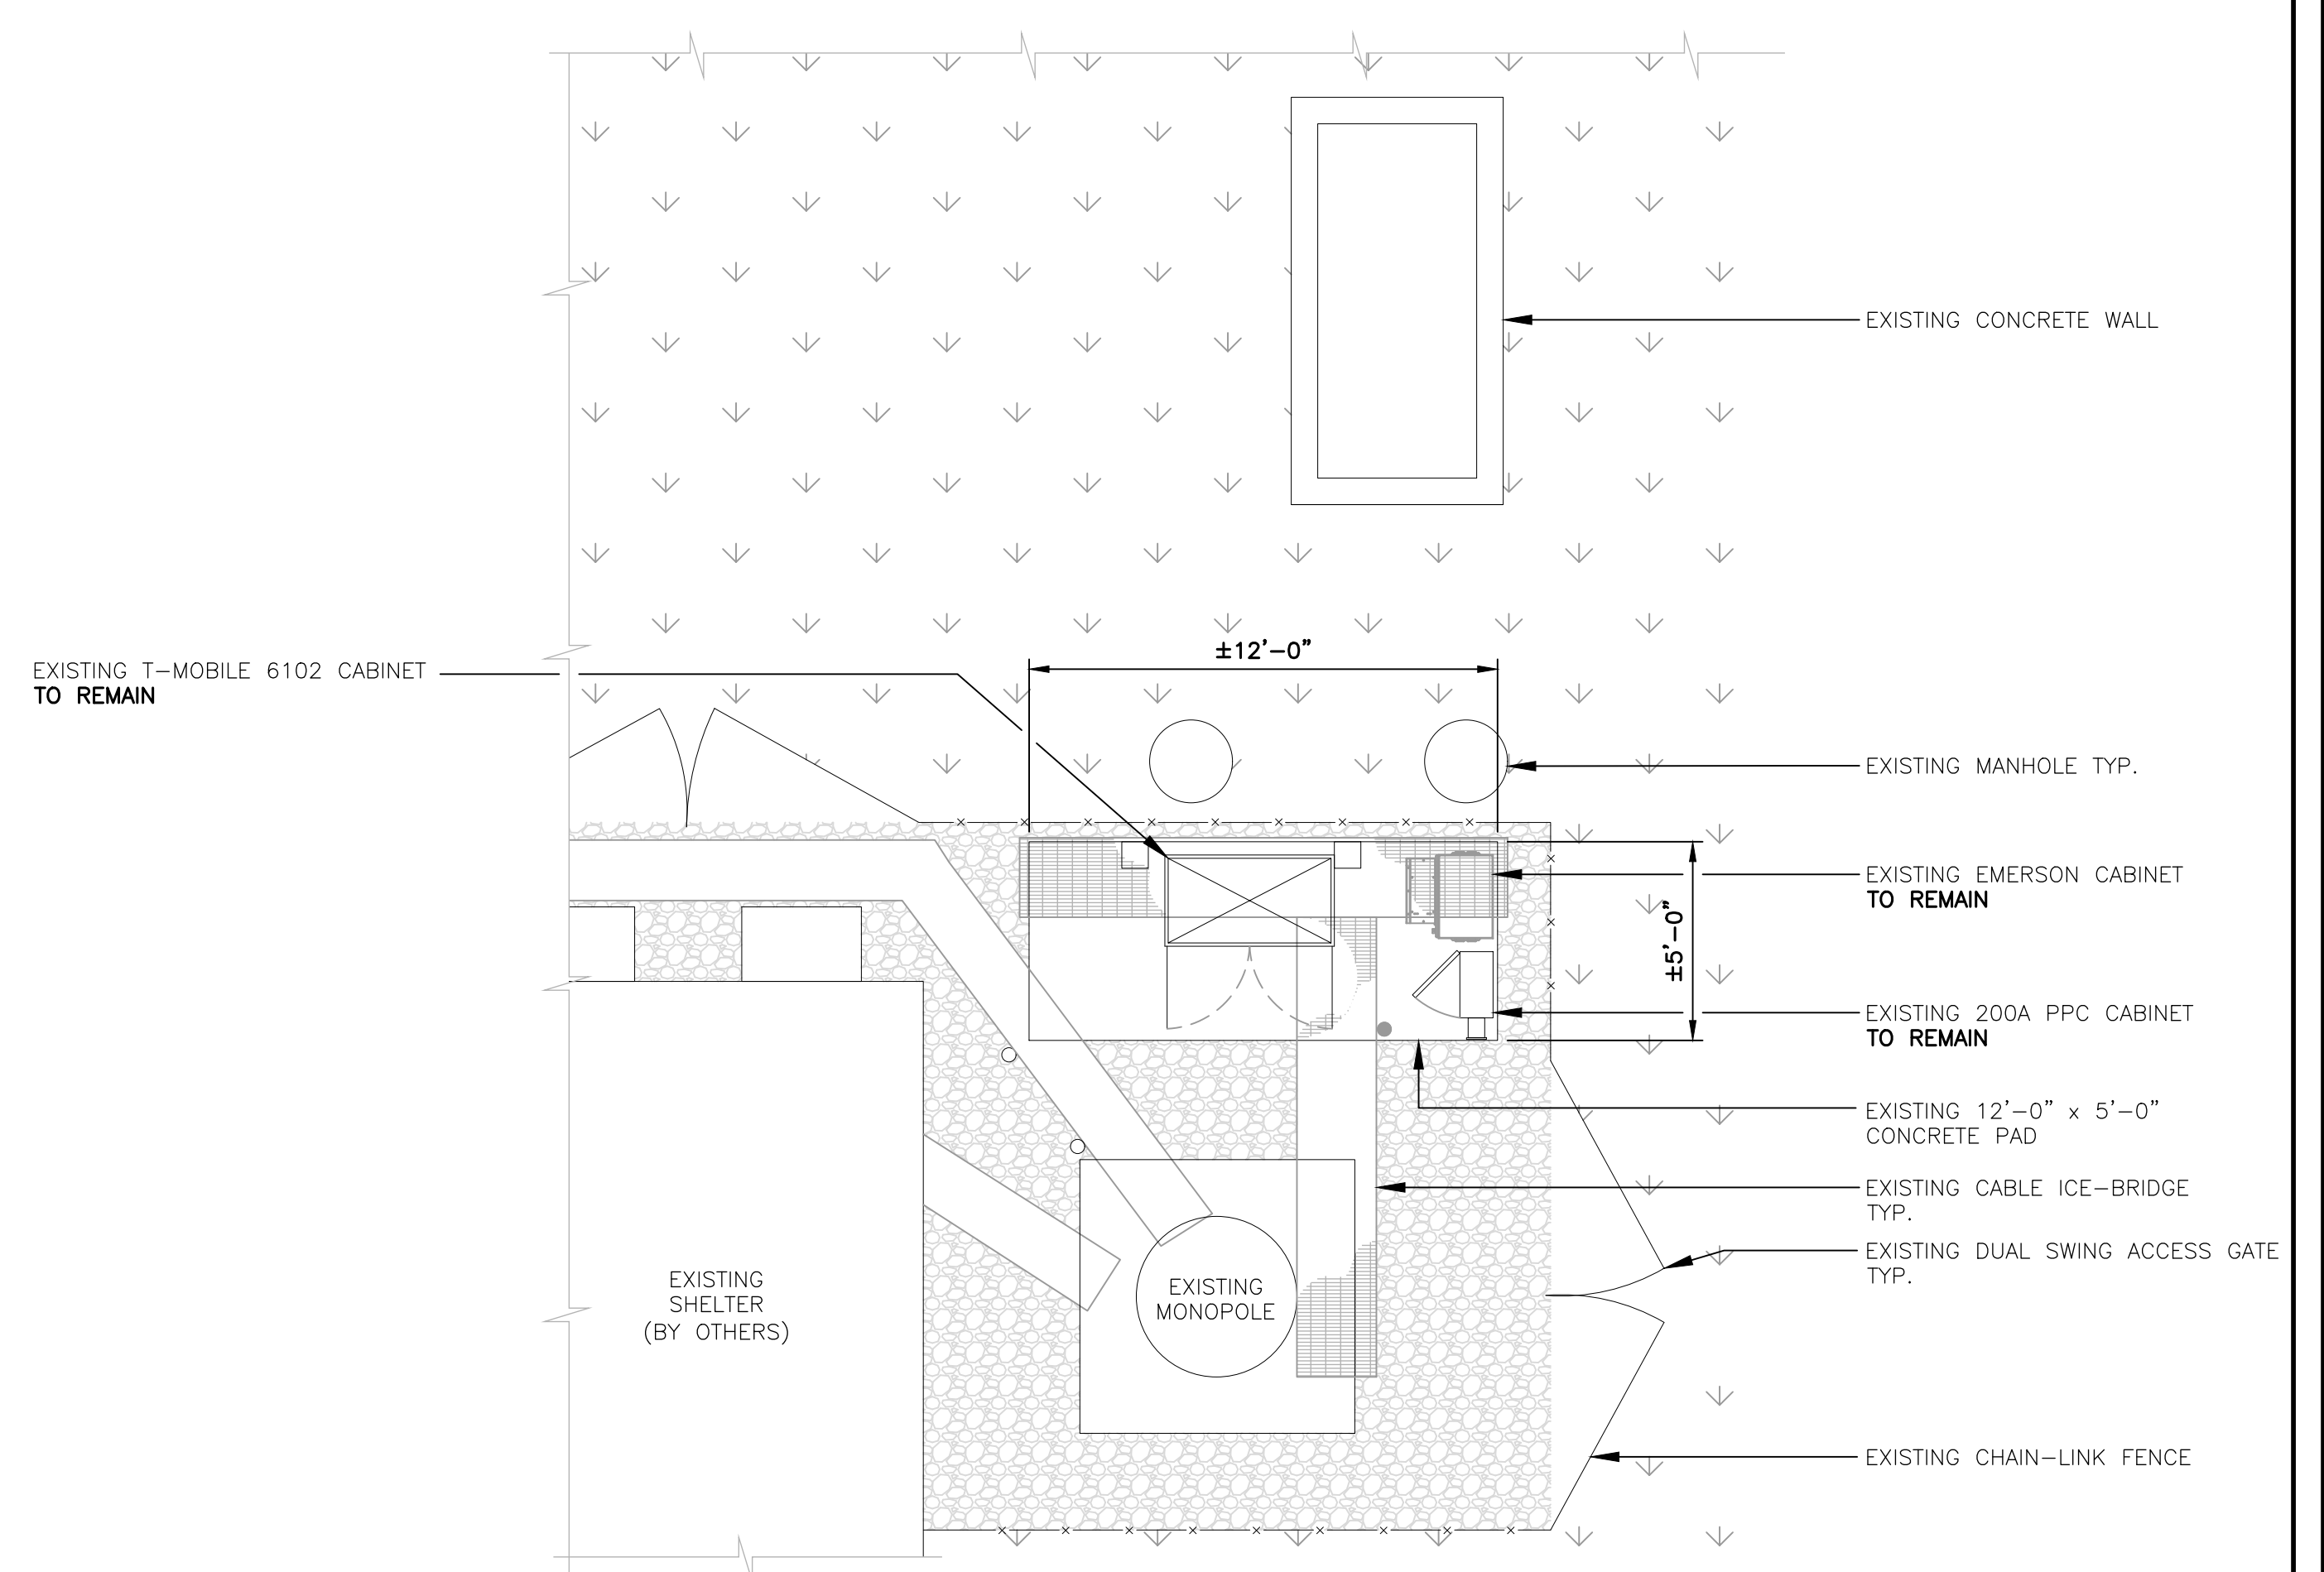 EXISTING CONCRETE WALL
±12'-0"
EXISTING T-MOBILE 6102 CABINET
TO REMAIN
EXISTING MANHOLE TYP.
EXISTING EMERSON CABINET
TO REMAIN
±5'-0"
EXISTING 200A PPC CABINET
TO REMAIN
EXISTING 12'-0" x 5'-0"
CONCRETE PAD
EXISTING CABLE ICE-BRIDGE
TYP.
EXISTING DUAL SWING ACCESS GATE
TYP.
EXISTING
SHELTER
(BY OTHERS)
EXISTING
MONOPOLE
EXISTING CHAIN-LINK FENCE